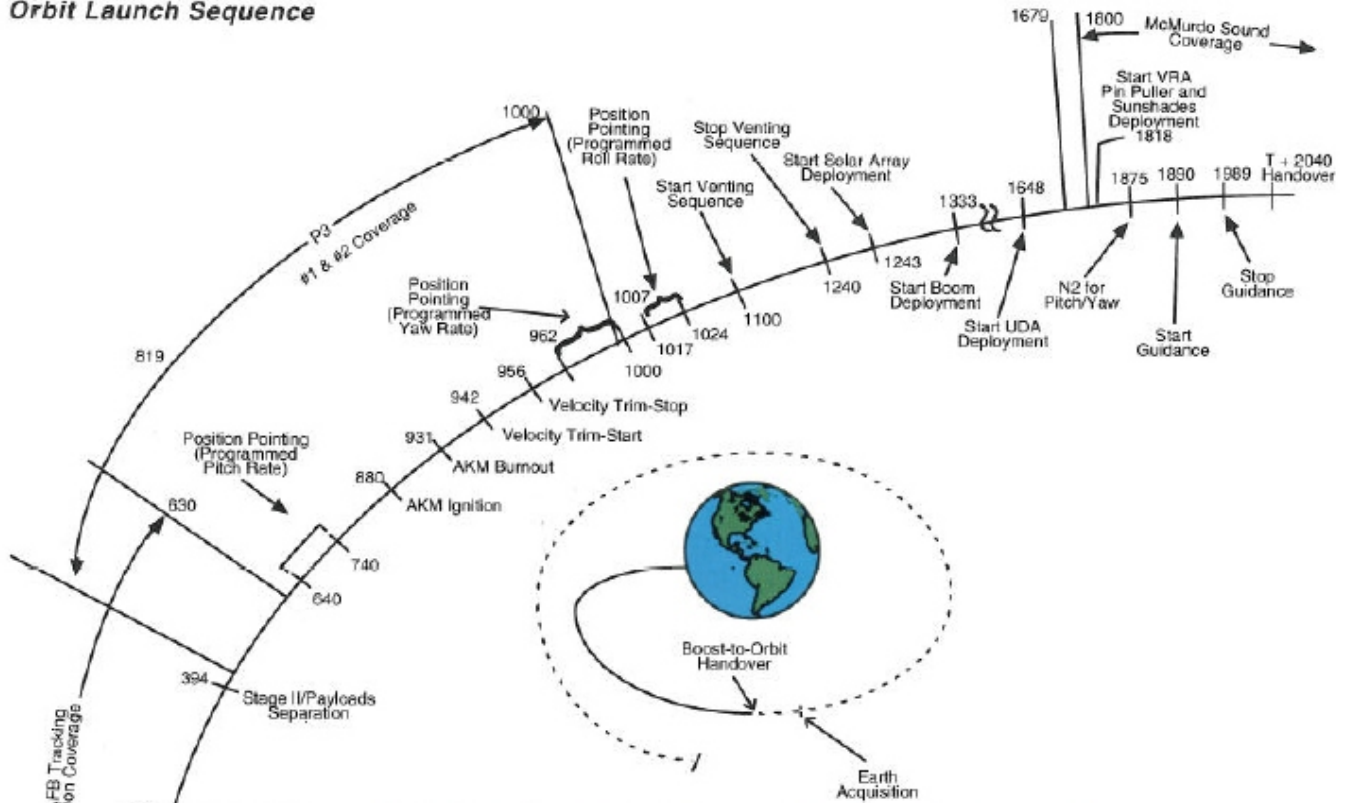 Orbit Launch Sequence
1679
1800
McMurdo Sound
Coverage
Start VRA
Pin Puller and
Sunshades
Deployment
1818
1000
Position
Pointing
(Programmed
Roll Rate)
Stop Venting
Sequence
Start Solar Array
Deployment
Start Venting
Sequence
1333
1648
1875
1890
1989
T + 2040
Handover
P3
#1 & #2 Coverage
1243
1240
Start Boom
Deployment
N2 for
Pitch/Yaw
Stop
Guidance
Start UDA
Deployment
Start
Guidance
Position
Pointing
(Programmed
Yaw Rate)
1007
1100
1024
1017
962
1000
819
956
Velocity Trim-Stop
942
Velocity Trim-Start
931
AKM Burnout
Position Pointing
(Programmed
Pitch Rate)
880
AKM Ignition
630
740
640
394
Stage II/Payloads
Separation
Boost-to-Orbit
Handover
Earth
Acquisition
FB Tracking
on Coverage